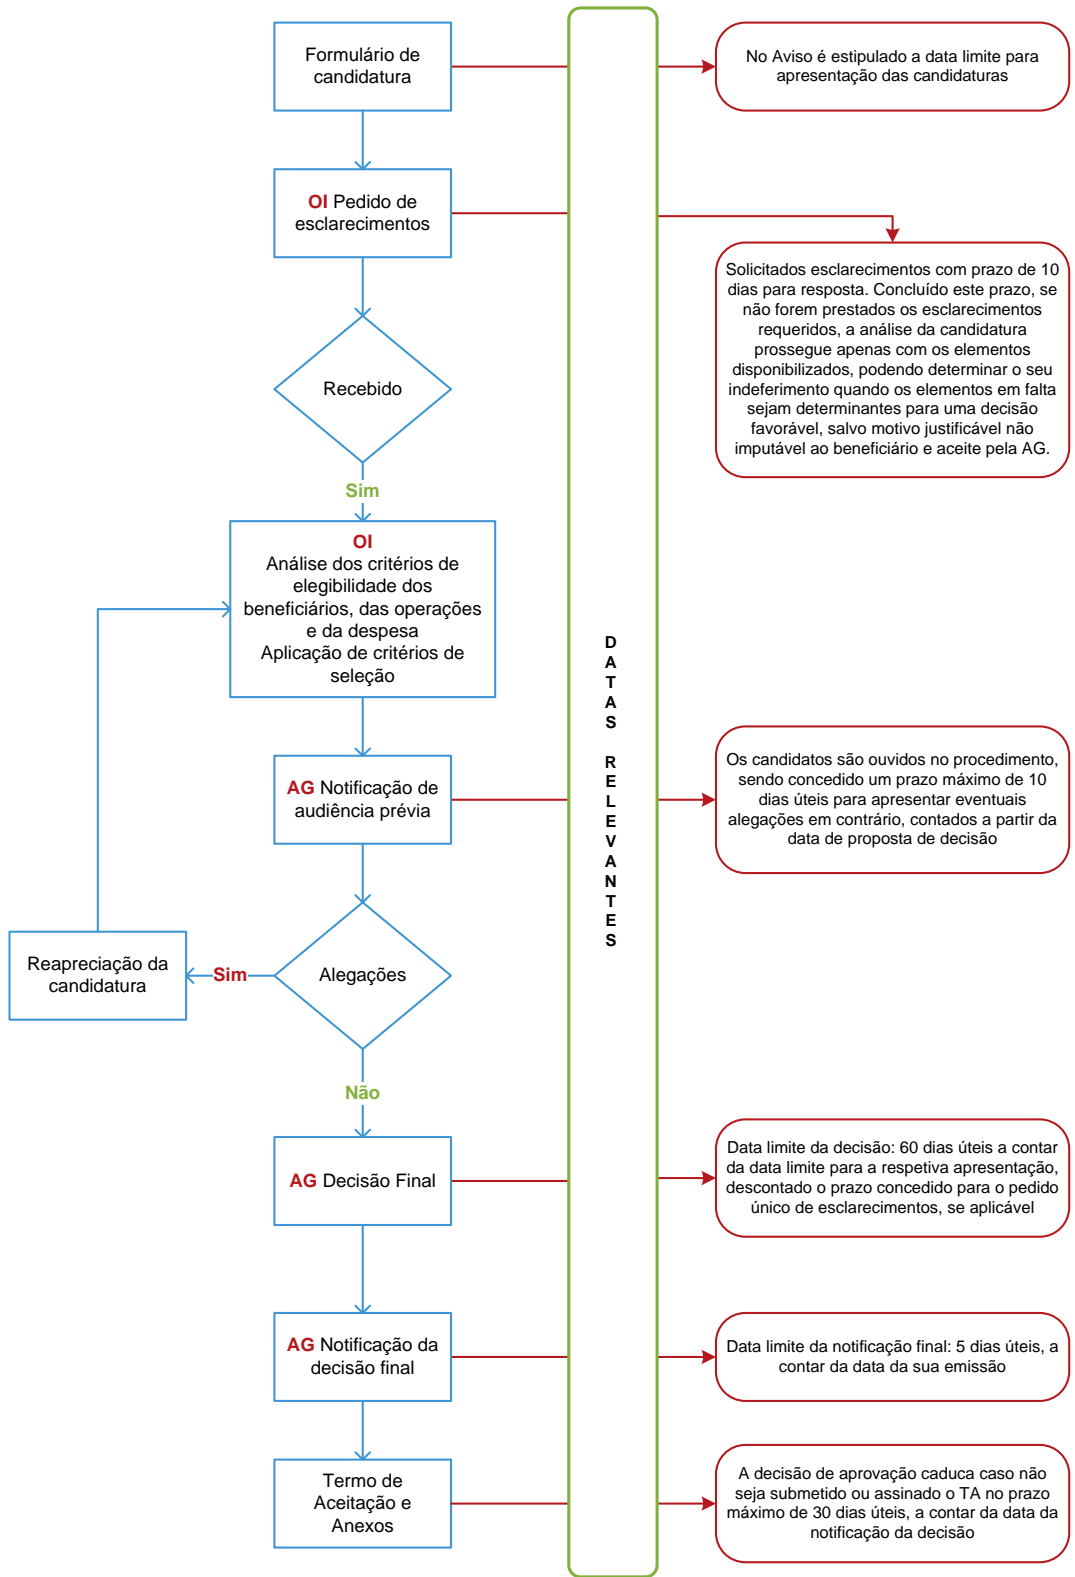 Formulário de
candidatura
No Aviso é estipulado a data limite para
apresentação das candidaturas
OI Pedido de
esclarecimentos
Solicitados esclarecimentos com prazo de 10
dias para resposta. Concluído este prazo, se
não forem prestados os esclarecimentos
requeridos, a análise da candidatura
prossegue apenas com os elementos
disponibilizados, podendo determinar o seu
indeferimento quando os elementos em falta
sejam determinantes para uma decisão
favorável, salvo motivo justificável não
imputável ao beneficiário e aceite pela AG.
Recebido
Sim
OI
Análise dos critérios de
elegibilidade dos
beneficiários, das operações
e da despesa
Aplicação de critérios de
seleção
DATAS RELEVANTES
AG Notificação de
audiência prévia
Os candidatos são ouvidos no procedimento,
sendo concedido um prazo máximo de 10
dias úteis para apresentar eventuais
alegações em contrário, contados a partir da
data de proposta de decisão
Reapreciação da
candidatura
Sim
Alegações
Não
AG Decisão Final
Data limite da decisão: 60 dias úteis a contar
da data limite para a respetiva apresentação,
descontado o prazo concedido para o pedido
único de esclarecimentos, se aplicável
AG Notificação da
decisão final
Data limite da notificação final: 5 dias úteis, a
contar da data da sua emissão
Termo de
Aceitação e
Anexos
A decisão de aprovação caduca caso não
seja submetido ou assinado o TA no prazo
máximo de 30 dias úteis, a contar da data da
notificação da decisão